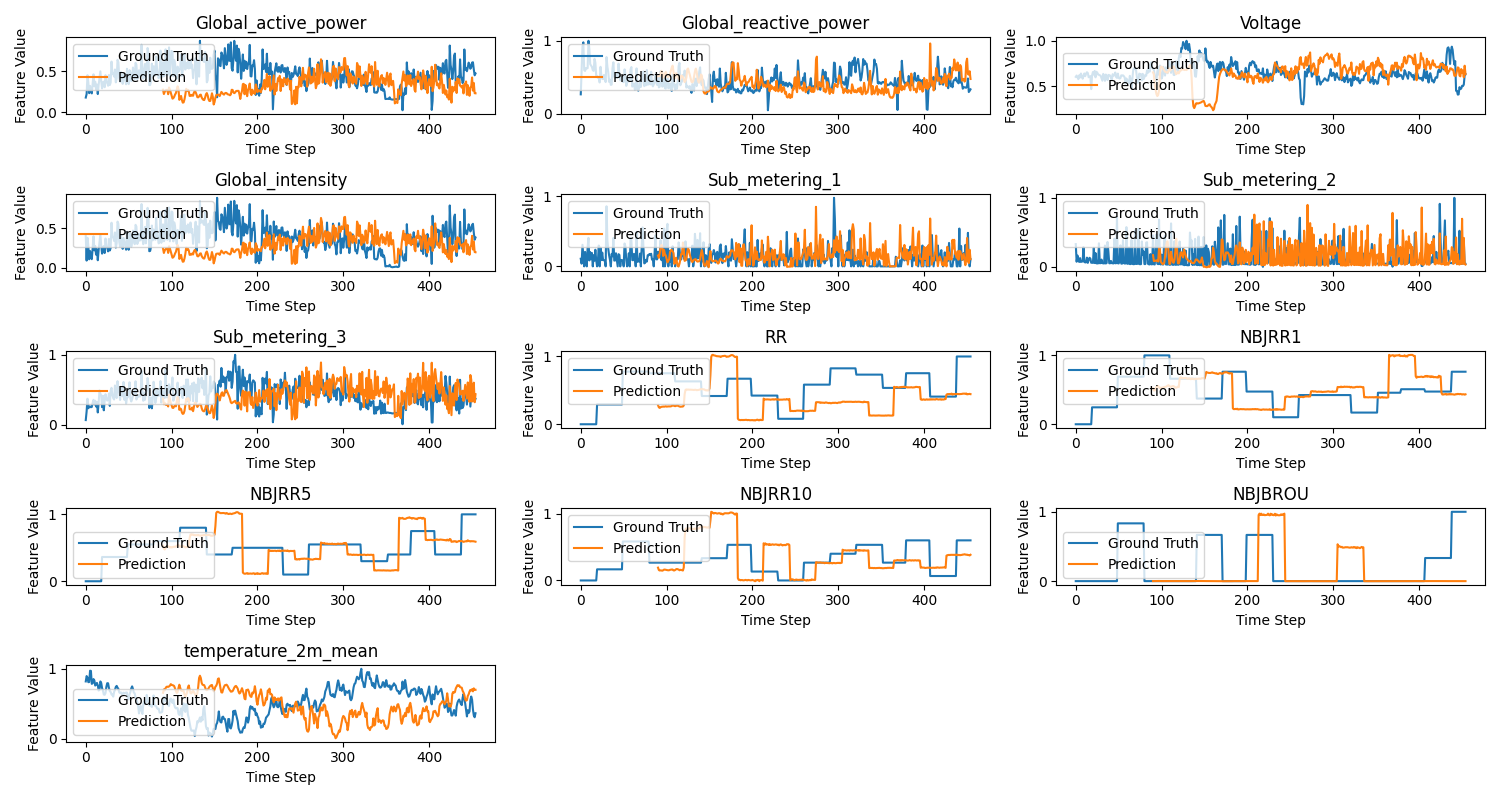 Global_active_power
Feature Value
0.5
0.0
Ground Truth
Prediction
0 100 200 300 400
Time Step
Global_reactive_power
Feature Value
1
0
Ground Truth
Prediction
0 100 200 300 400
Time Step
Voltage
Feature Value
1.0
0.5
Ground Truth
Prediction
0 100 200 300 400
Time Step
Global_intensity
Feature Value
0.5
0.0
Ground Truth
Prediction
0 100 200 300 400
Time Step
Sub_metering_1
Feature Value
1
0
Ground Truth
Prediction
0 100 200 300 400
Time Step
Sub_metering_2
Feature Value
1
0
Ground Truth
Prediction
0 100 200 300 400
Time Step
Sub_metering_3
Feature Value
1
0
Ground Truth
Prediction
0 100 200 300 400
Time Step
RR
Feature Value
1
0
Ground Truth
Prediction
0 100 200 300 400
Time Step
NBJRR1
Feature Value
1
0
Ground Truth
Prediction
0 100 200 300 400
Time Step
NBJRR5
Feature Value
1
0
Ground Truth
Prediction
0 100 200 300 400
Time Step
NBJRR10
Feature Value
1
0
Ground Truth
Prediction
0 100 200 300 400
Time Step
NBJBROU
Feature Value
1
0
Ground Truth
Prediction
0 100 200 300 400
Time Step
temperature_2m_mean
Feature Value
1
0
Ground Truth
Prediction
0 100 200 300 400
Time Step